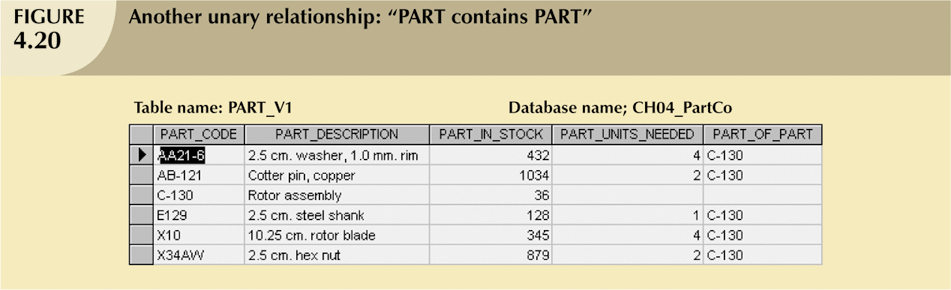 FIGURE 4.20
Another unary relationship: “PART contains PART”
Table name: PART_V1 Database name; CH04_PartCo
PART_CODE PART_DESCRIPTION PART_IN_STOCK PART_UNITS_NEEDED PART_OF_PART
AA21-6 2.5 cm. washer, 1.0 mm. rim 432 4 C-130
AB-121 Cotter pin, copper 1034 2 C-130
C-130 Rotor assembly 36
E129 2.5 cm. steel shank 128 1 C-130
X10 10.25 cm. rotor blade 345 4 C-130
X34AW 2.5 cm. hex nut 879 2 C-130